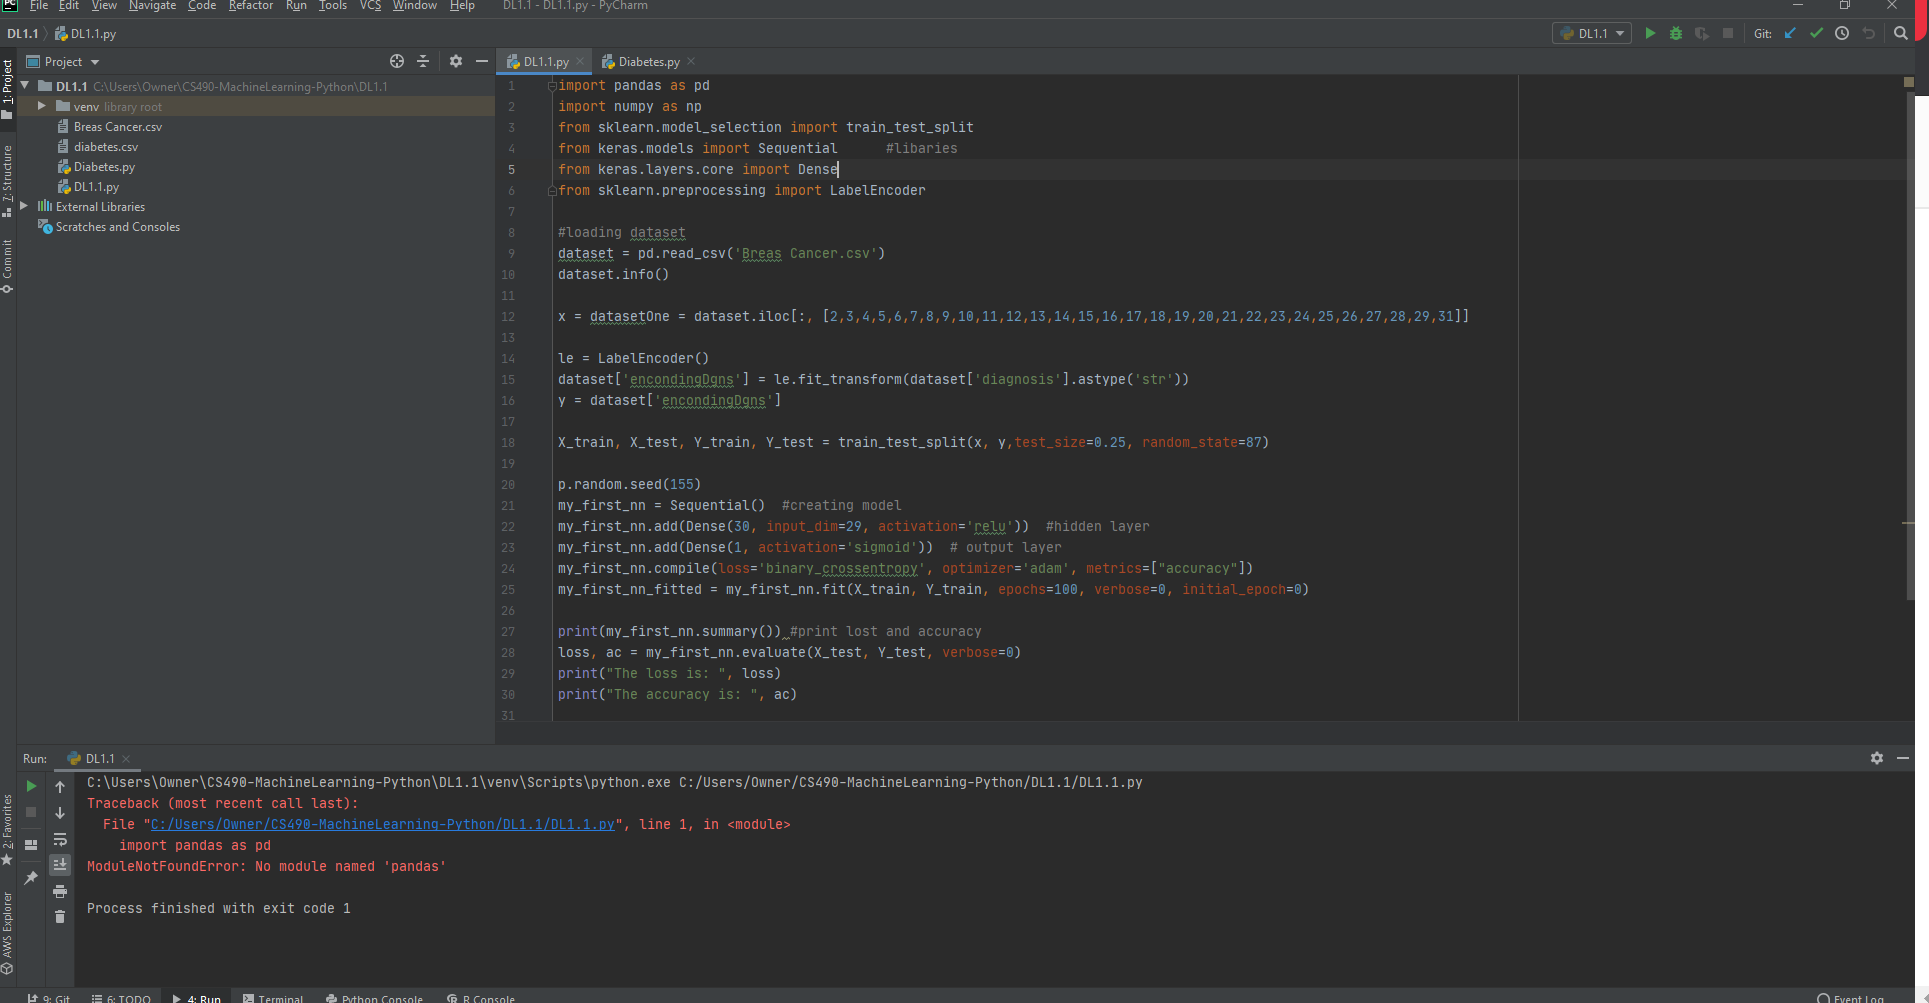 File Edit View Navigate Code Refactor Run Tools VCS Window Help DL1.1 - DL1.1.py - PyCharm
DL1.1 DL1.1.py DL1.1 Git:
Project DL1.1.py Diabetes.py
1: Project
7: Structure
Commit
2: Favorites
AWS Explorer
DL1.1 C:\Users\Owner\CS490-MachineLearning-Python\DL1.1
venv library root
Breas Cancer.csv
diabetes.csv
Diabetes.py
DL1.1.py
External Libraries
Scratches and Consoles
1 import pandas as pd
2 import numpy as np
3 from sklearn.model_selection import train_test_split
4 from keras.models import Sequential #libaries
5 from keras.layers.core import Dense
6 from sklearn.preprocessing import LabelEncoder
7
8 #loading dataset
9 dataset = pd.read_csv('Breas Cancer.csv')
10 dataset.info()
11
12 x = datasetOne = dataset.iloc[:, [2,3,4,5,6,7,8,9,10,11,12,13,14,15,16,17,18,19,20,21,22,23,24,25,26,27,28,29,31]]
13
14 le = LabelEncoder()
15 dataset['encondingDgns'] = le.fit_transform(dataset['diagnosis'].astype('str'))
16 y = dataset['encondingDgns']
17
18 X_train, X_test, Y_train, Y_test = train_test_split(x, y,test_size=0.25, random_state=87)
19
20 p.random.seed(155)
21 my_first_nn = Sequential() #creating model
22 my_first_nn.add(Dense(30, input_dim=29, activation='relu')) #hidden layer
23 my_first_nn.add(Dense(1, activation='sigmoid')) # output layer
24 my_first_nn.compile(loss='binary_crossentropy', optimizer='adam', metrics=["accuracy"])
25 my_first_nn_fitted = my_first_nn.fit(X_train, Y_train, epochs=100, verbose=0, initial_epoch=0)
26
27 print(my_first_nn.summary()) #print lost and accuracy
28 loss, ac = my_first_nn.evaluate(X_test, Y_test, verbose=0)
29 print("The loss is: ", loss)
30 print("The accuracy is: ", ac)
31
Run: DL1.1
C:\Users\Owner\CS490-MachineLearning-Python\DL1.1\venv\Scripts\python.exe C:/Users/Owner/CS490-MachineLearning-Python/DL1.1/DL1.1.py
Traceback (most recent call last):
File "C:/Users/Owner/CS490-MachineLearning-Python/DL1.1/DL1.1.py", line 1, in <module>
import pandas as pd
ModuleNotFoundError: No module named 'pandas'
Process finished with exit code 1
9: Git 6: TODO 4: Run Terminal Python Console R Console Event Log